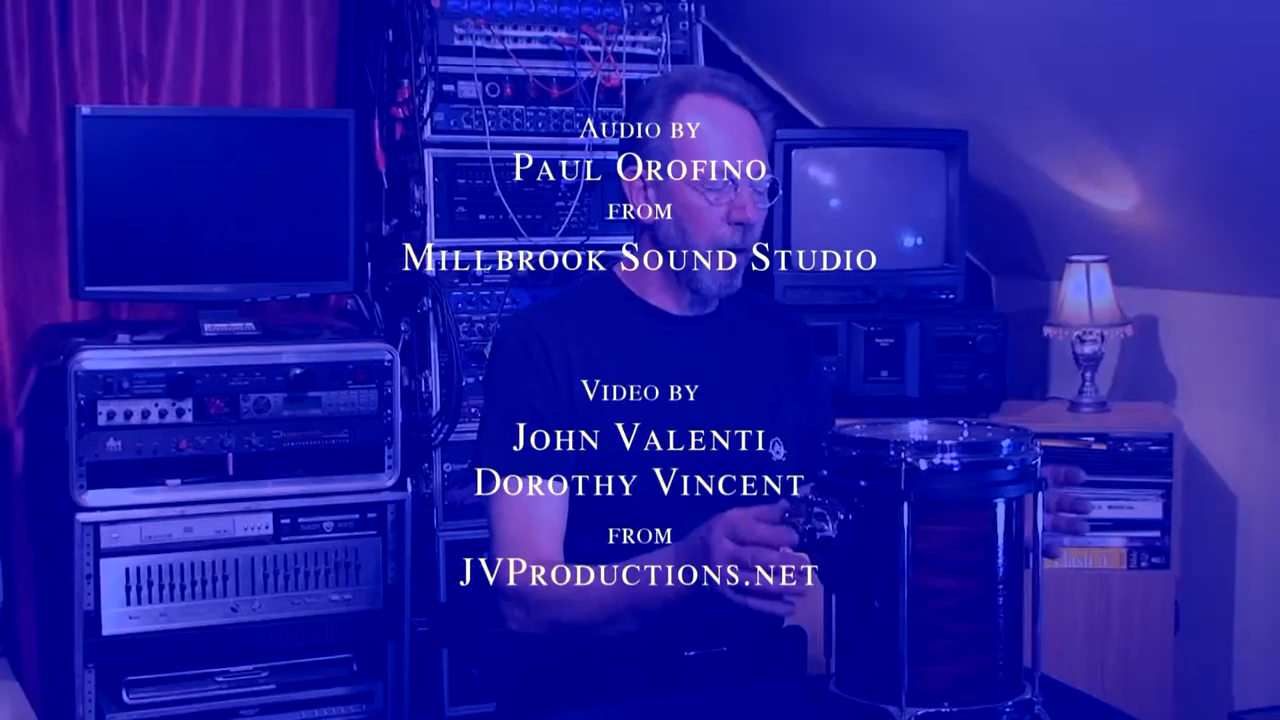 Audio by
Paul Orofino
from
Millbrook Sound Studio
Video by
John Valenti
Dorothy Vincent
from
JVProductions.net